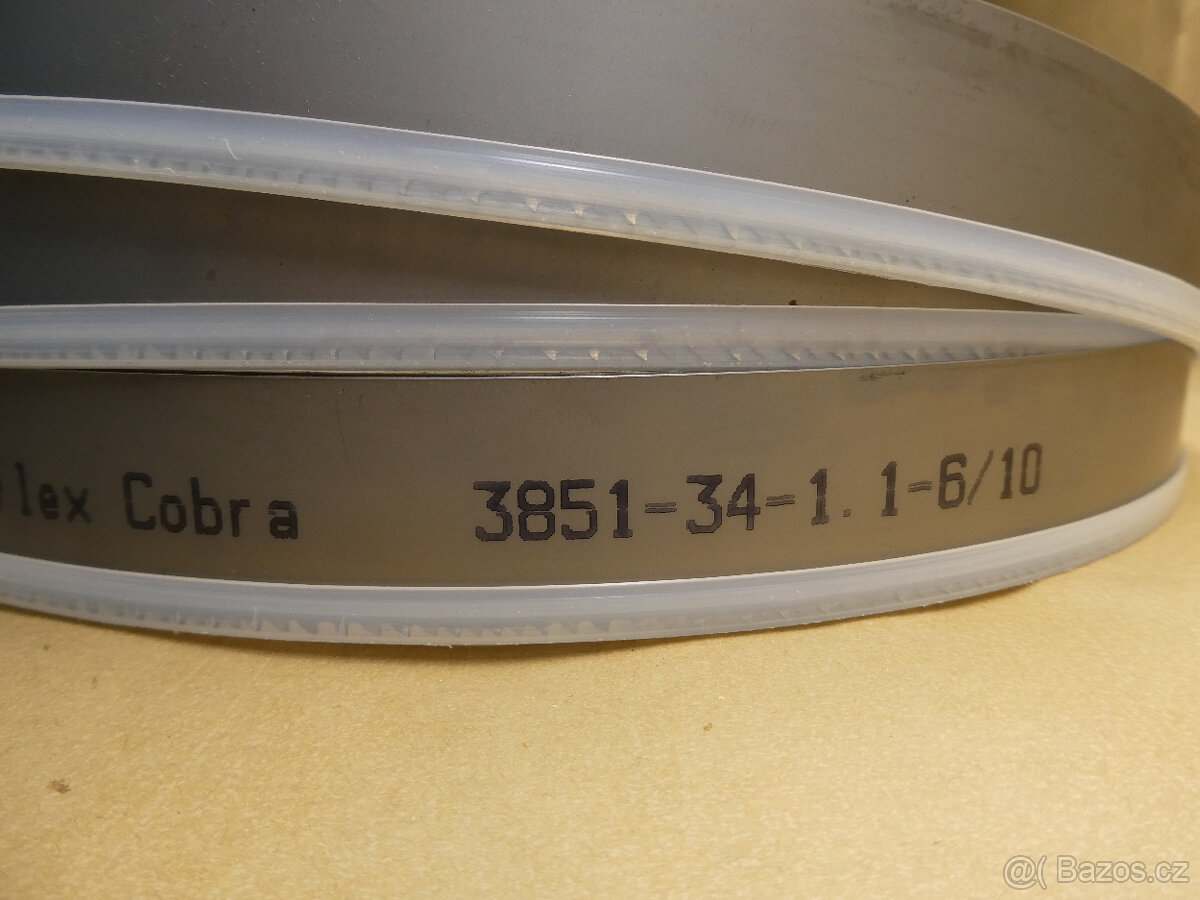 lex Cobra 3851-34-1.1-6/10
@( Bazos.cz